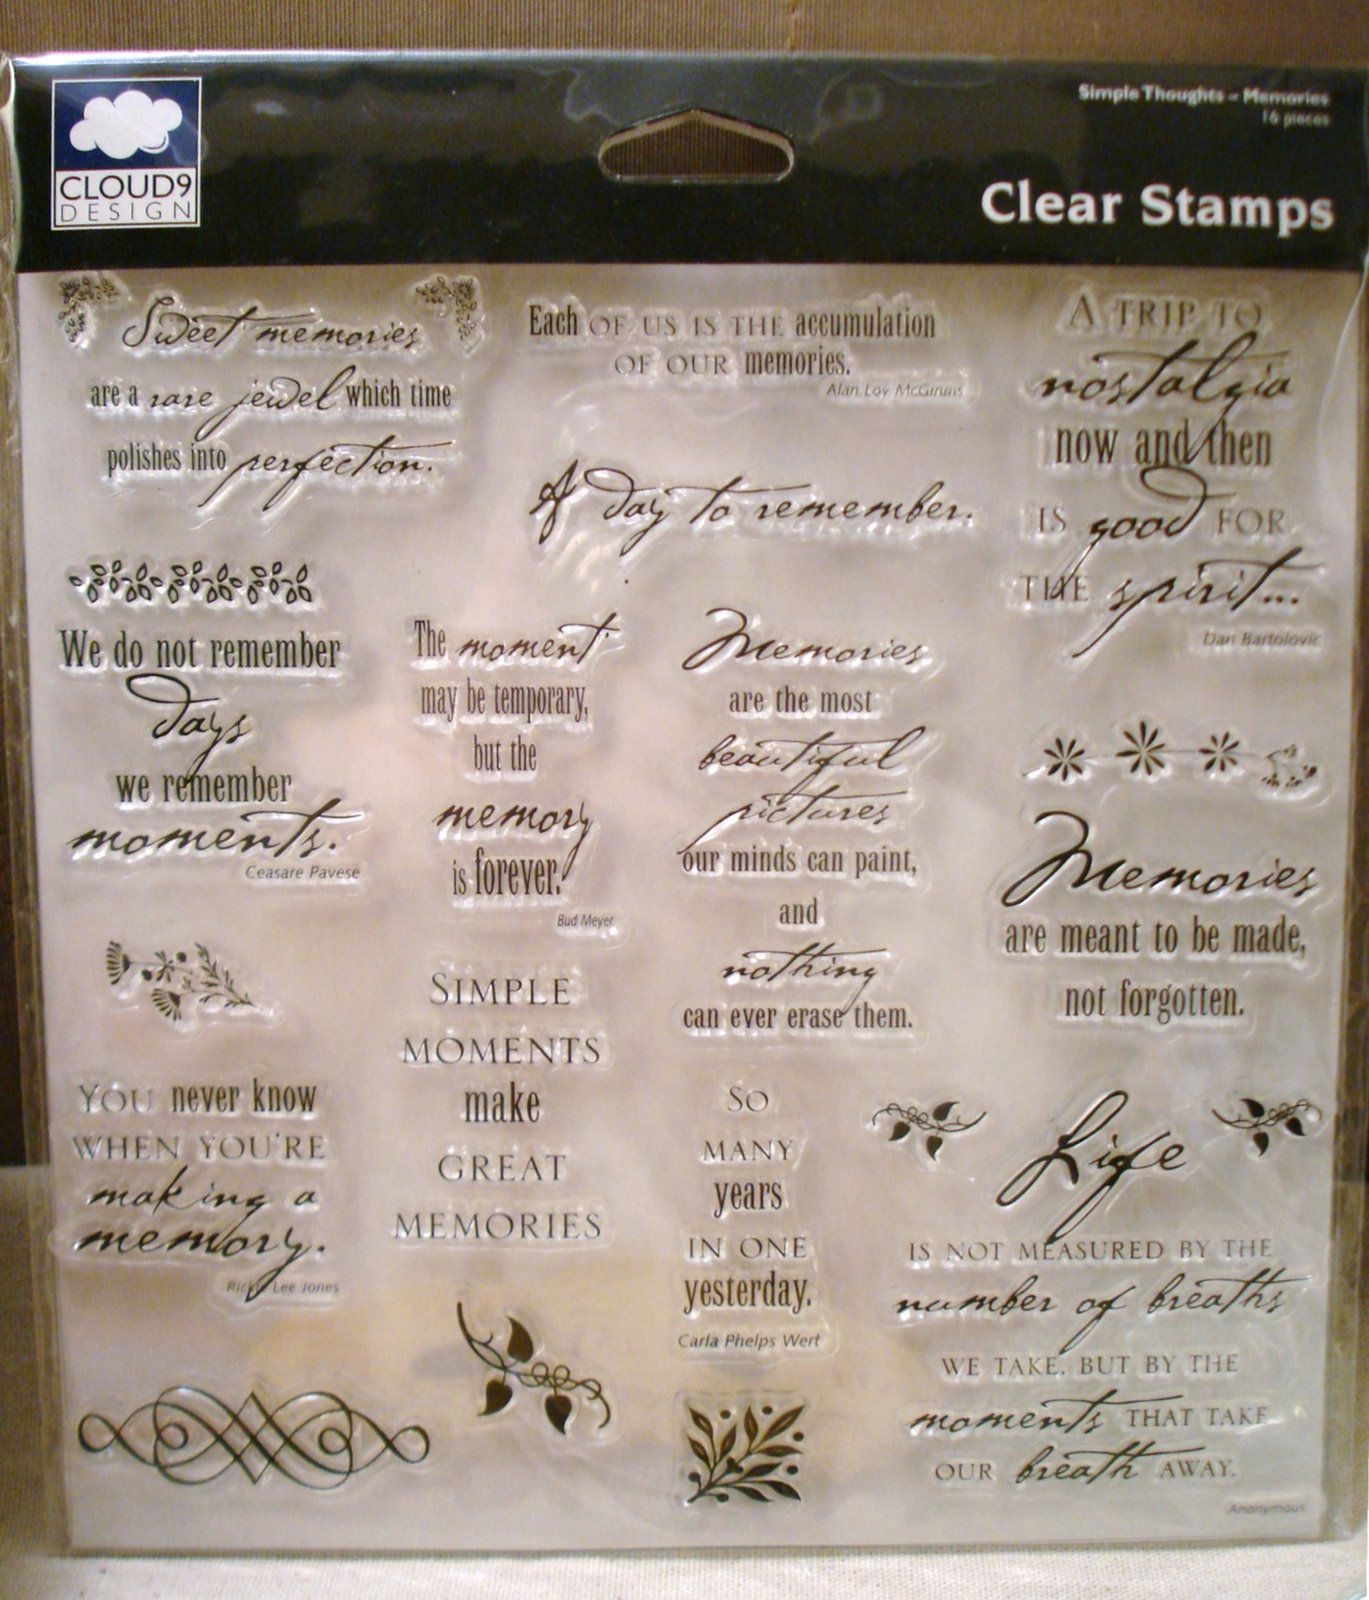 CLOUD9
DESIGN
Simple Thoughts – Memories
16 pieces
Clear Stamps
Sweet memories
are a rare jewel which time
polishes into perfection.
Each OF US IS THE accumulation
OF OUR memories.
Alan Loy McGinnis
A day to remember.
A TRIP TO
nostalgia
now and then
IS good FOR
THE spirit...
Dan Bartolovic
We do not remember
days
we remember
moments.
Ceasare Pavese
The moment
may be temporary,
but the
memory
is forever.
Bud Meyer
Memories
are the most
beautiful
pictures
our minds can paint,
and
nothing
can ever erase them.
Memories
are meant to be made,
not forgotten.
YOU never know
WHEN YOU'RE
making a
memory.
Rickie Lee Jones
SIMPLE
MOMENTS
make
GREAT
MEMORIES
SO
MANY
years
IN ONE
yesterday.
Carla Phelps Wert
Life
IS NOT MEASURED BY THE
number of breaths
WE TAKE, BUT BY THE
moments THAT TAKE
OUR breath AWAY.
Anonymous